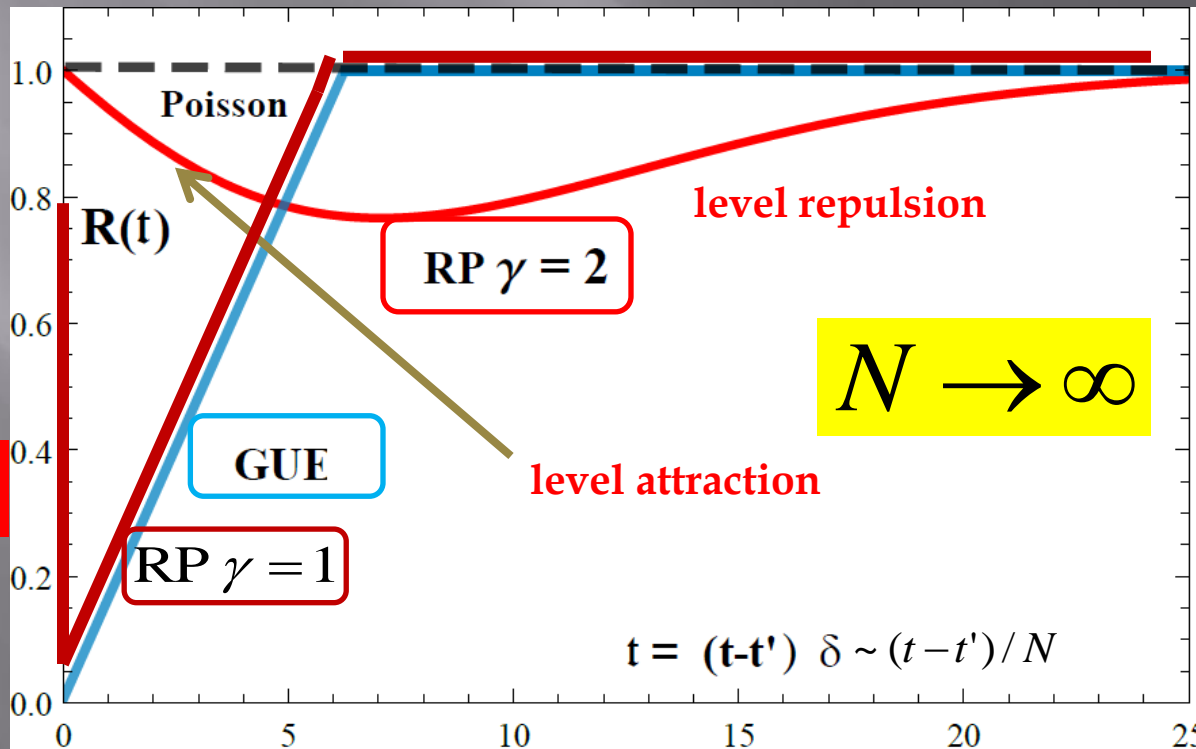 1.0
Poisson
0.8
R(t)
level repulsion
RP γ = 2
0.6
N → ∞
0.4
GUE
level attraction
0.2
RP γ = 1
t = (t-t') δ ~ (t − t') / N
0.0
0 5 10 15 20 25